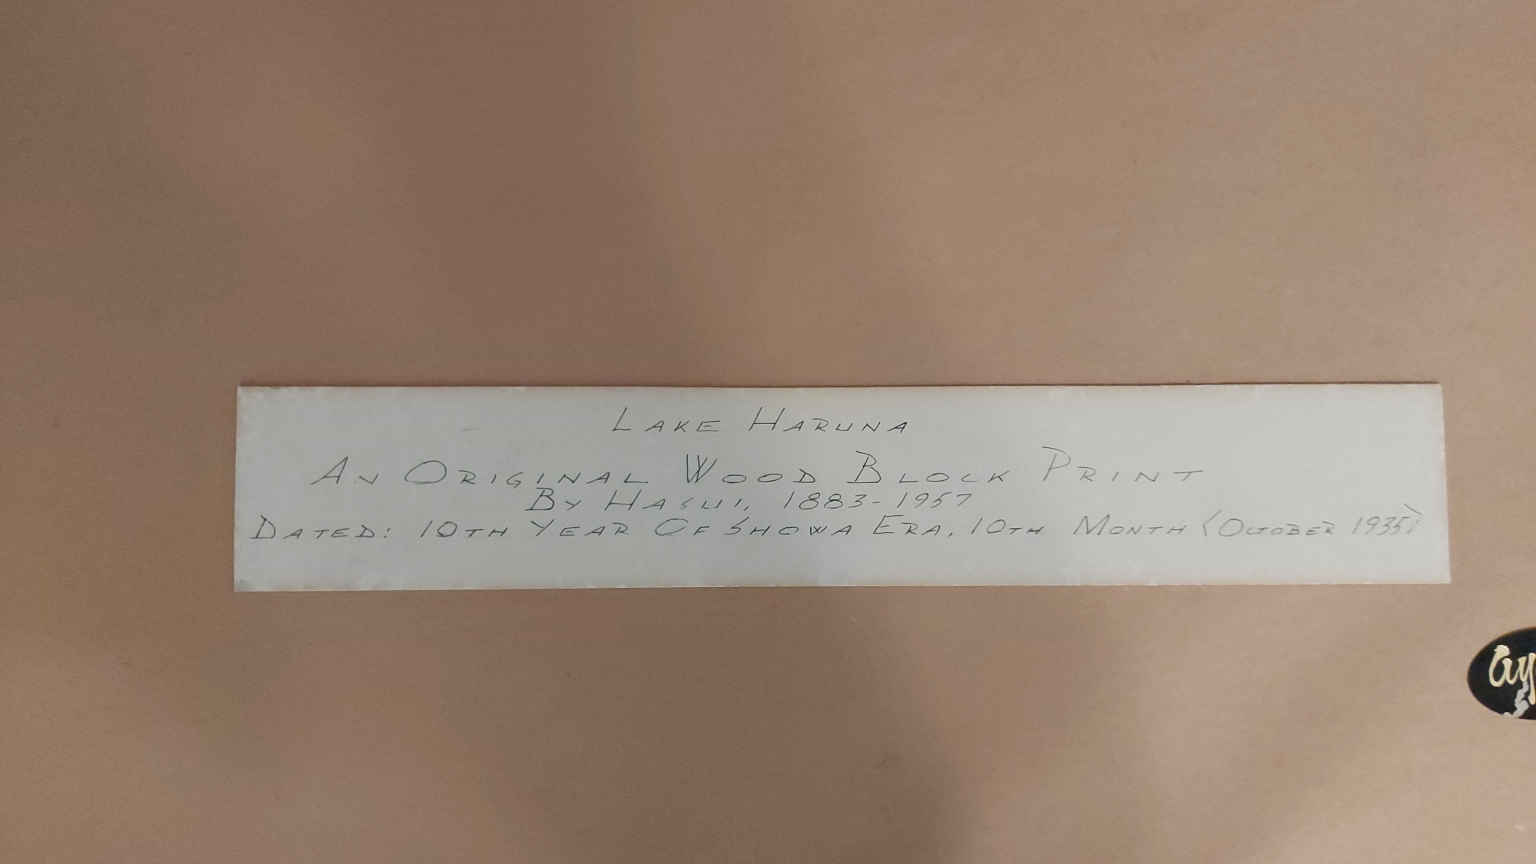 LAKE HARUNA
AN ORIGINAL WOOD BLOCK PRINT
BY HASUI, 1883-1957
DATED: 10TH YEAR OF SHOWA ERA, 10TH MONTH (OCTOBER 1935)